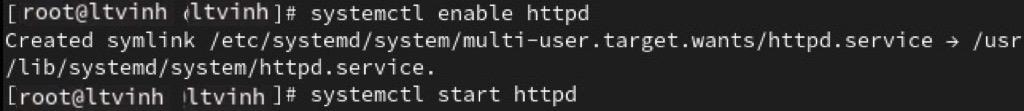 [root@ltvinh ltvinh]# systemctl enable httpd
Created symlink /etc/systemd/system/multi-user.target.wants/httpd.service → /usr
/lib/systemd/system/httpd.service.
[root@ltvinh ltvinh]# systemctl start httpd